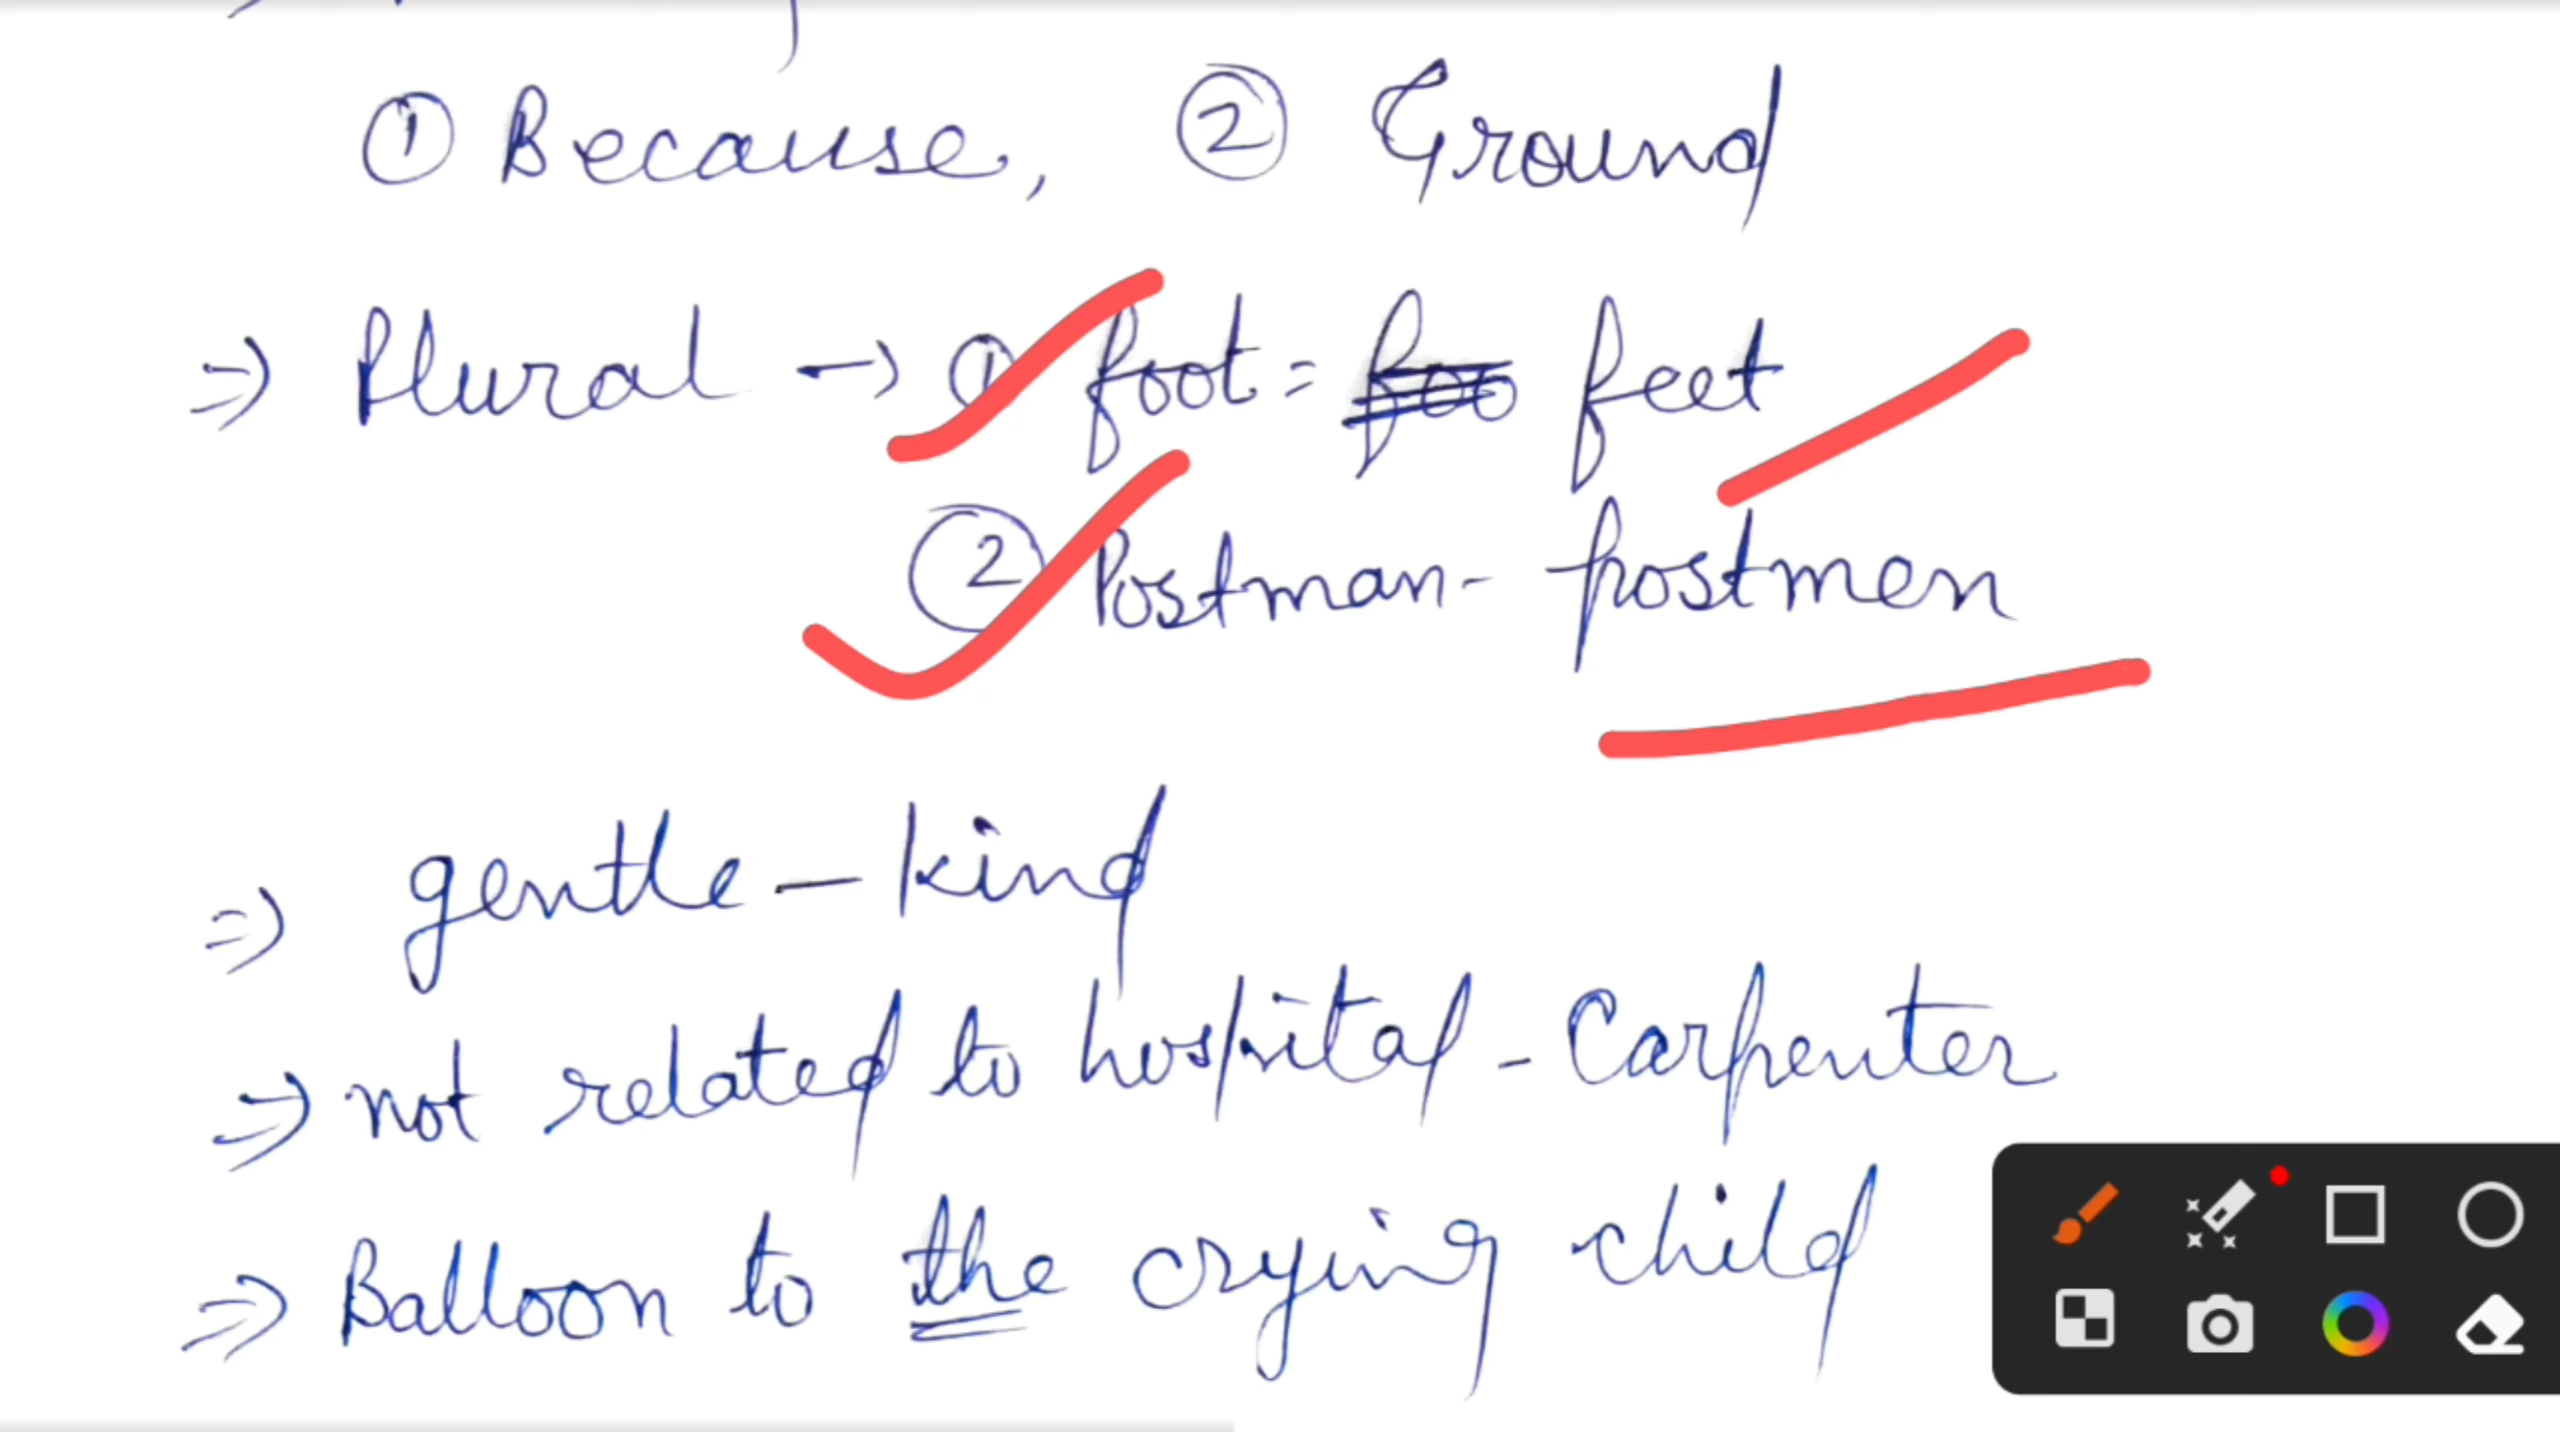 ① Because, ② Ground
⇒ Plural → ① foot = feet
② Postman - postmen
⇒ gentle – kind
⇒ not related to hospital - Carpenter
⇒ Balloon to the crying child